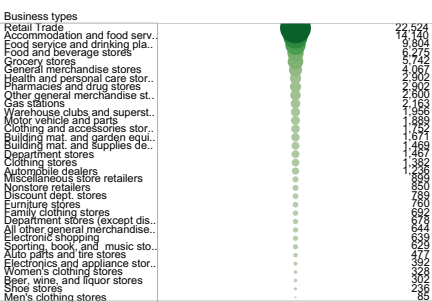 Business types
Retail Trade 22,524
Accommodation and food serv.. 14,140
Food service and drinking pla.. 9,804
Food and beverage stores 6,275
Grocery stores 5,742
General merchandise stores 4,067
Health and personal care stor.. 2,902
Pharmacies and drug stores 2,902
Other general merchandise st.. 2,600
Gas stations 2,163
Warehouse clubs and superst.. 1,956
Motor vehicle and parts 1,889
Clothing and accessories stor.. 1,752
Building mat. and garden equi.. 1,671
Building mat. and supplies de.. 1,469
Department stores 1,467
Clothing stores 1,382
Automobile dealers 1,236
Miscellaneous store retailers 899
Nonstore retailers 850
Discount dept. stores 789
Furniture stores 760
Family clothing stores 692
Department stores (except dis.. 678
All other general merchandise.. 644
Electronic shopping 639
Sporting, book, and music sto.. 629
Auto parts and tire stores 477
Electronics and appliance stor.. 392
Women's clothing stores 328
Beer, wine, and liquor stores 302
Shoe stores 236
Men's clothing stores 85